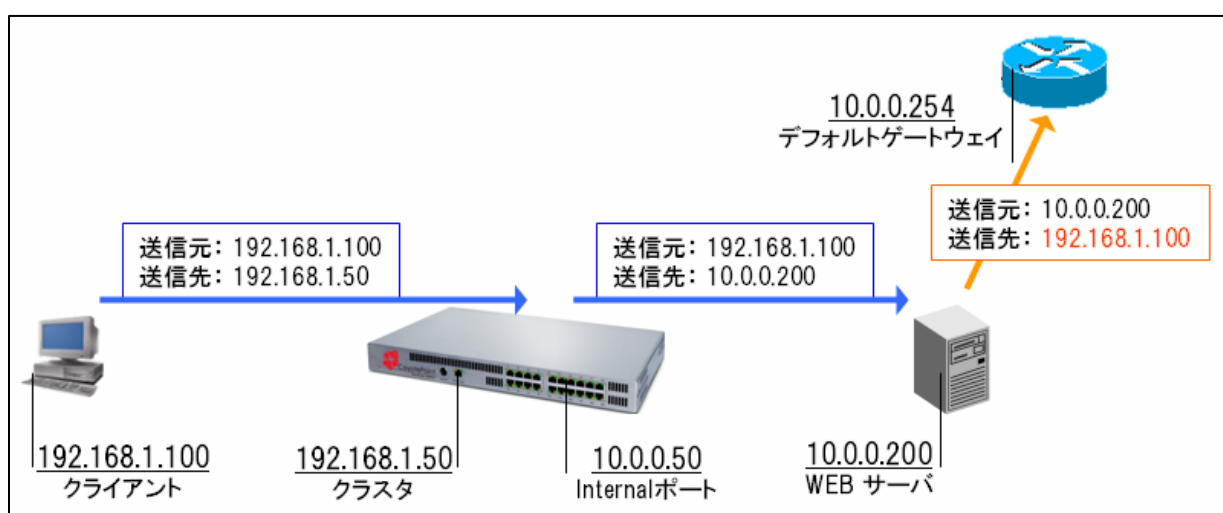 10.0.0.254
デフォルトゲートウェイ
送信元: 10.0.0.200
送信先: 192.168.1.100
送信元: 192.168.1.100
送信先: 192.168.1.50
送信元: 192.168.1.100
送信先: 10.0.0.200
CoyotePoint
192.168.1.100
クライアント
192.168.1.50
クラスタ
10.0.0.50
Internalポート
10.0.0.200
WEB サーバ